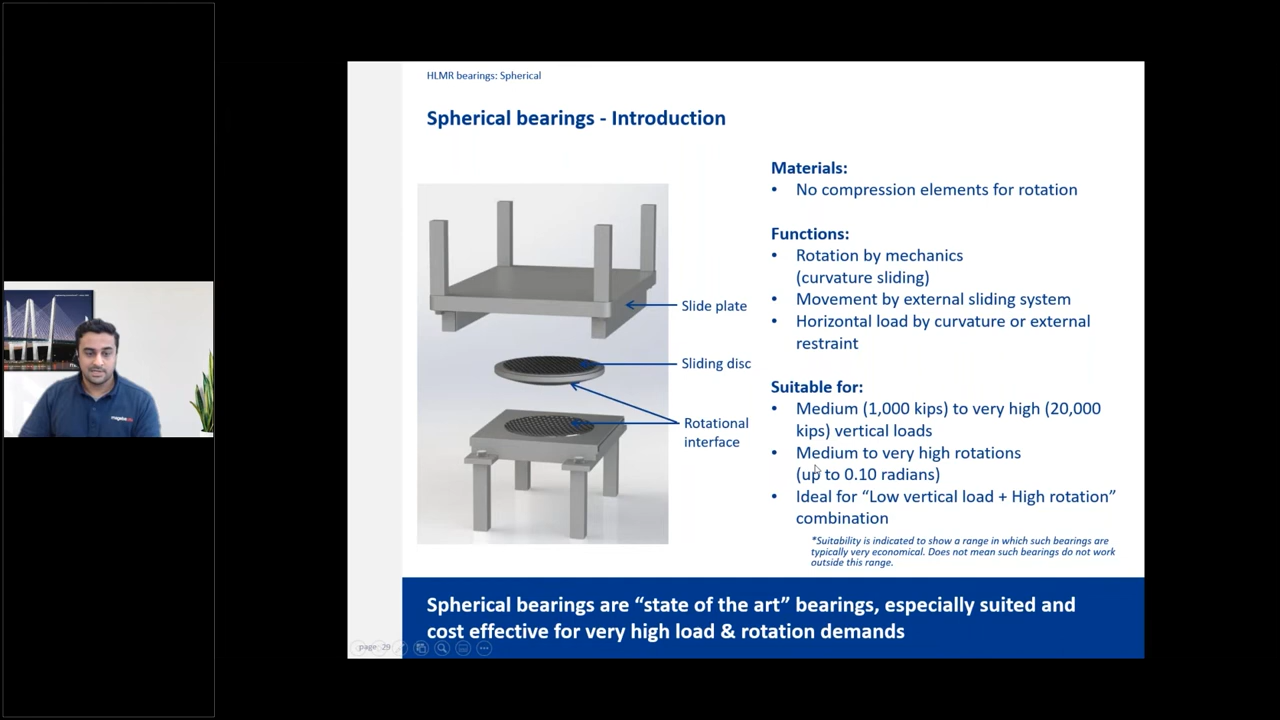 HLMR bearings: Spherical
Spherical bearings - Introduction
Slide plate
Sliding disc
Rotational
interface
Materials:
• No compression elements for rotation
Functions:
• Rotation by mechanics
(curvature sliding)
• Movement by external sliding system
• Horizontal load by curvature or external
restraint
Suitable for:
• Medium (1,000 kips) to very high (20,000
kips) vertical loads
• Medium to very high rotations
(up to 0.10 radians)
• Ideal for “Low vertical load + High rotation”
combination
*Suitability is indicated to show a range in which such bearings are
typically very economical. Does not mean such bearings do not work
outside this range.
Spherical bearings are “state of the art” bearings, especially suited and
cost effective for very high load & rotation demands
page 29
mageba